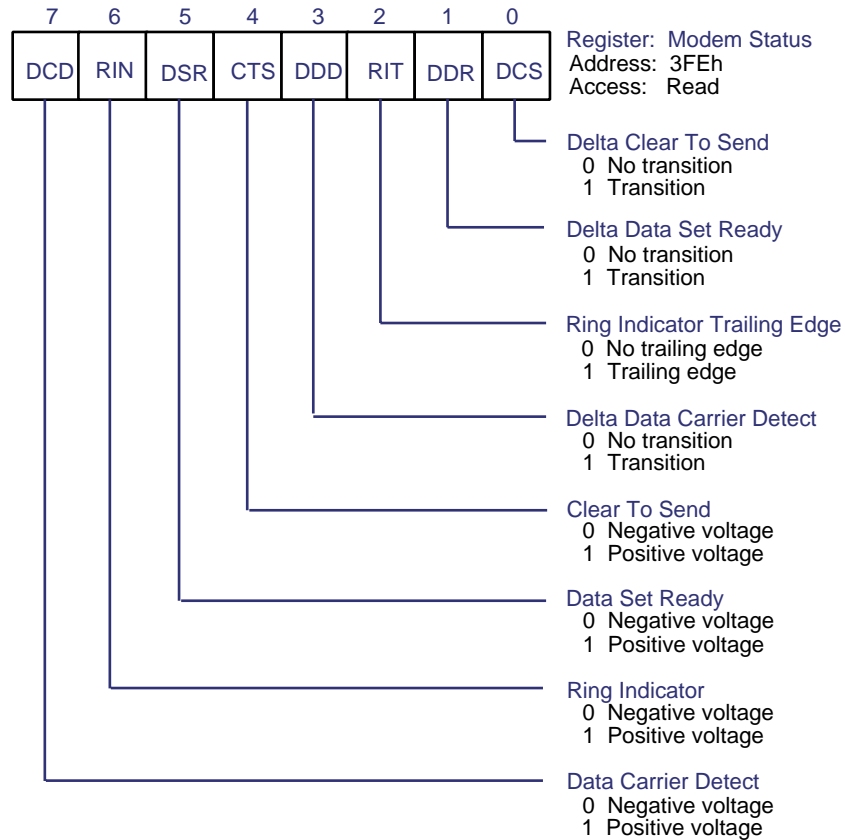 7 6 5 4 3 2 1 0
DCD RIN DSR CTS DDD RIT DDR DCS
Register: Modem Status
Address: 3FEh
Access: Read
Delta Clear To Send
0 No transition
1 Transition
Delta Data Set Ready
0 No transition
1 Transition
Ring Indicator Trailing Edge
0 No trailing edge
1 Trailing edge
Delta Data Carrier Detect
0 No transition
1 Transition
Clear To Send
0 Negative voltage
1 Positive voltage
Data Set Ready
0 Negative voltage
1 Positive voltage
Ring Indicator
0 Negative voltage
1 Positive voltage
Data Carrier Detect
0 Negative voltage
1 Positive voltage